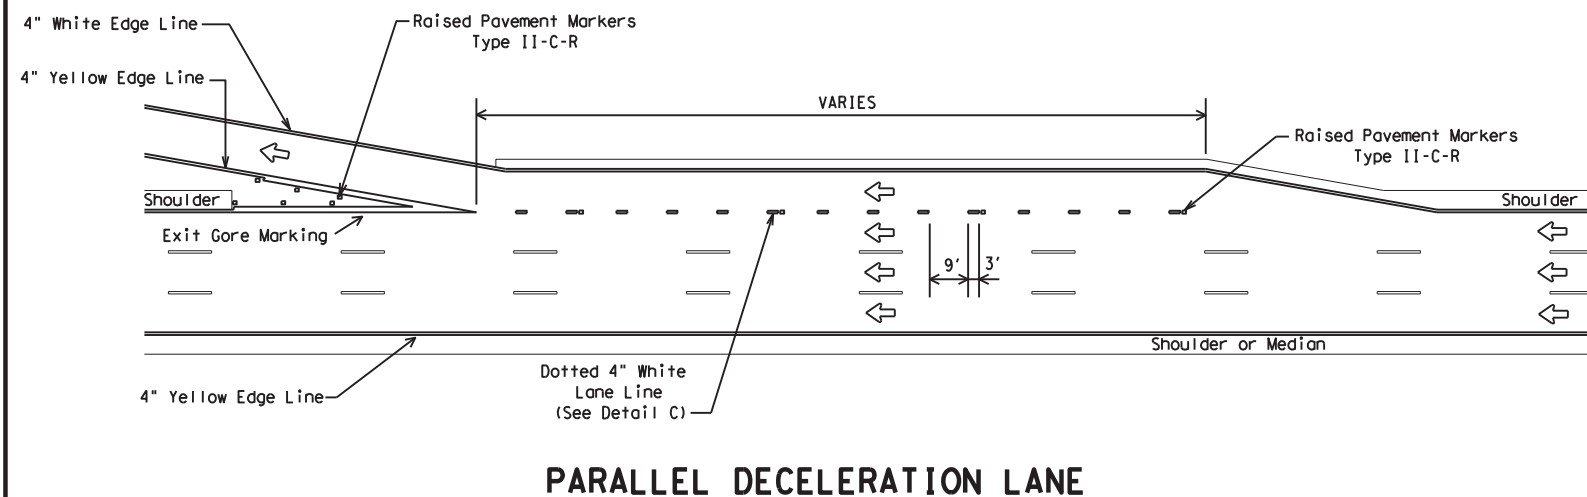 4" White Edge Line
Raised Pavement Markers
Type II-C-R
4" Yellow Edge Line
VARIES
Raised Pavement Markers
Type II-C-R
Shoulder
Shoulder
Exit Gore Marking
9'
3'
Shoulder or Median
Dotted 4" White
Lane Line
(See Detail C)
4" Yellow Edge Line
PARALLEL DECELERATION LANE